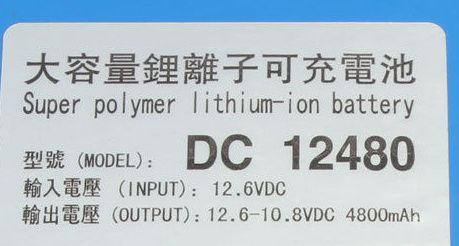 大容量鋰離子可充電池
Super polymer lithium-ion battery
型號 (MODEL): DC 12480
輸入電壓 (INPUT): 12.6VDC
輸出電壓 (OUTPUT): 12.6-10.8VDC 4800mAh